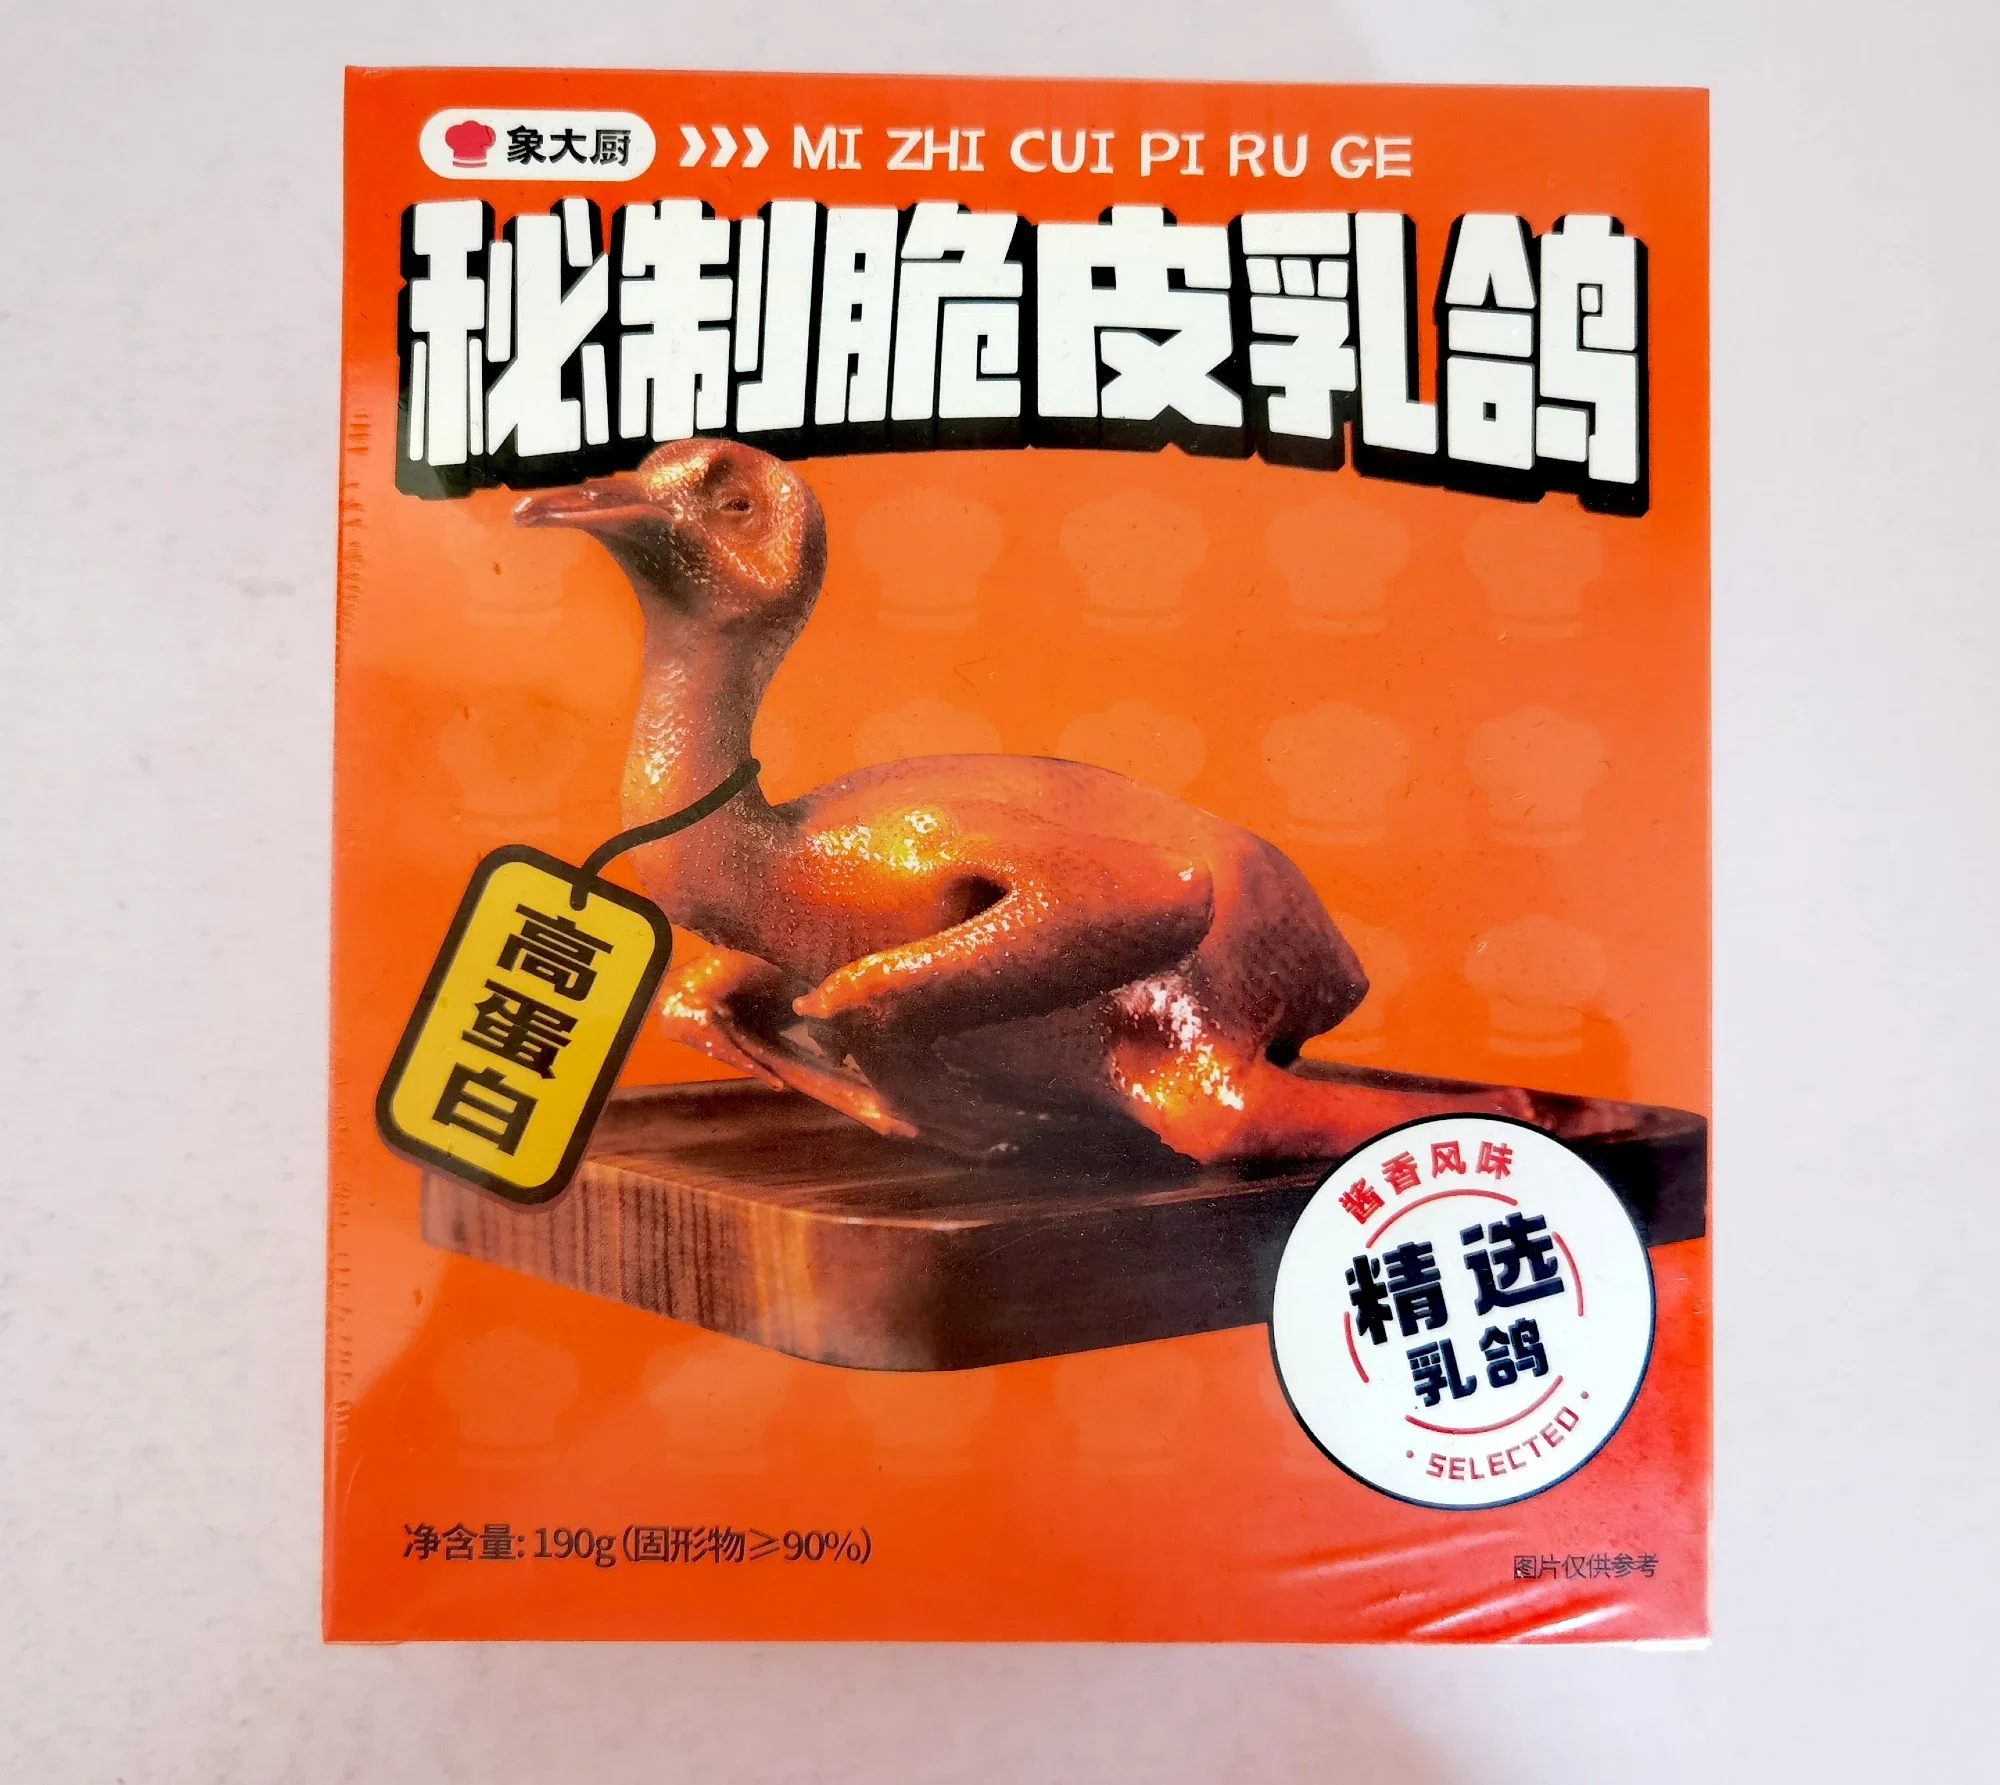 象大厨 MI ZHI CUI PI RU GE
秘制脆皮乳鸽
高蛋白
酱香风味
精选
乳鸽
SELECTED
净含量: 190g (固形物≥90%)
图片仅供参考